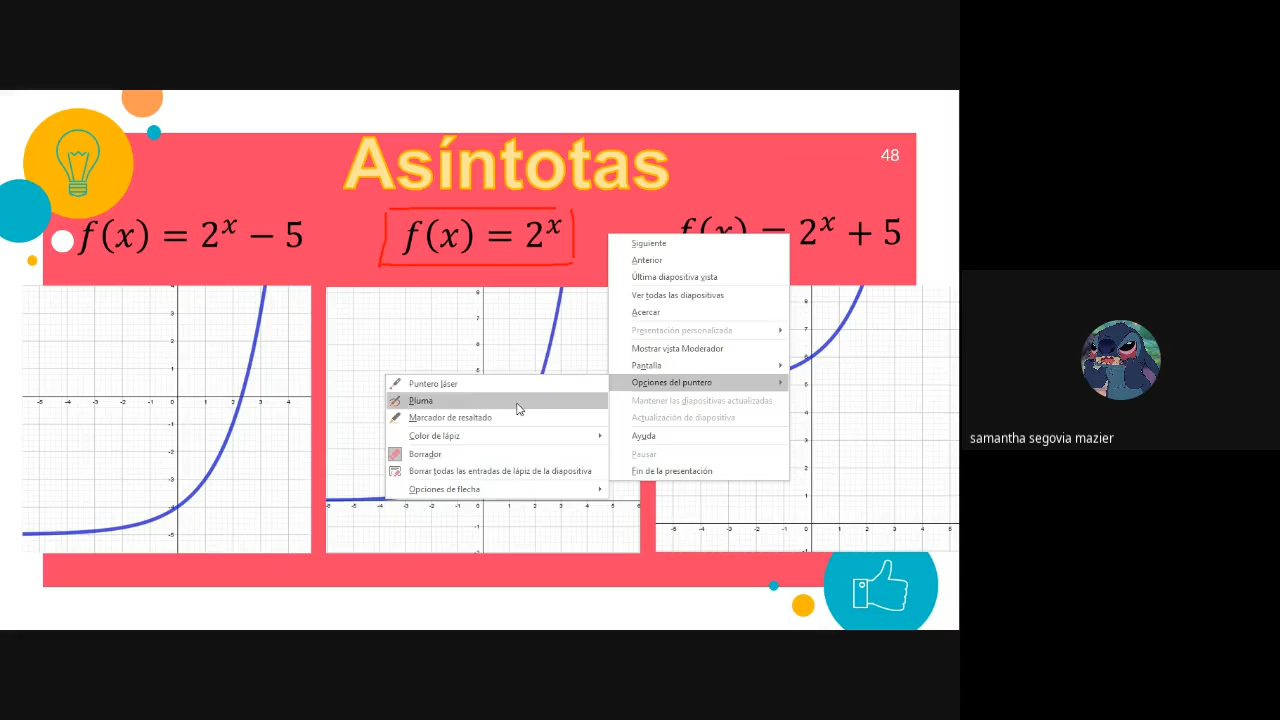 Asíntotas
48
f(x) = 2^x − 5
f(x) = 2^x
f(x) = 2^x + 5
Siguiente
Anterior
Última diapositiva vista
Ver todas las diapositivas
Acercar
Presentación personalizada
Mostrar vista Moderador
Pantalla
Opciones del puntero
Mantener las diapositivas actualizadas
Actualización de diapositiva
Ayuda
Pausar
Fin de la presentación
Puntero láser
Pluma
Marcador de resaltado
Color de lápiz
Borrador
Borrar todas las entradas de lápiz de la diapositiva
Opciones de flecha
samantha segovia mazier